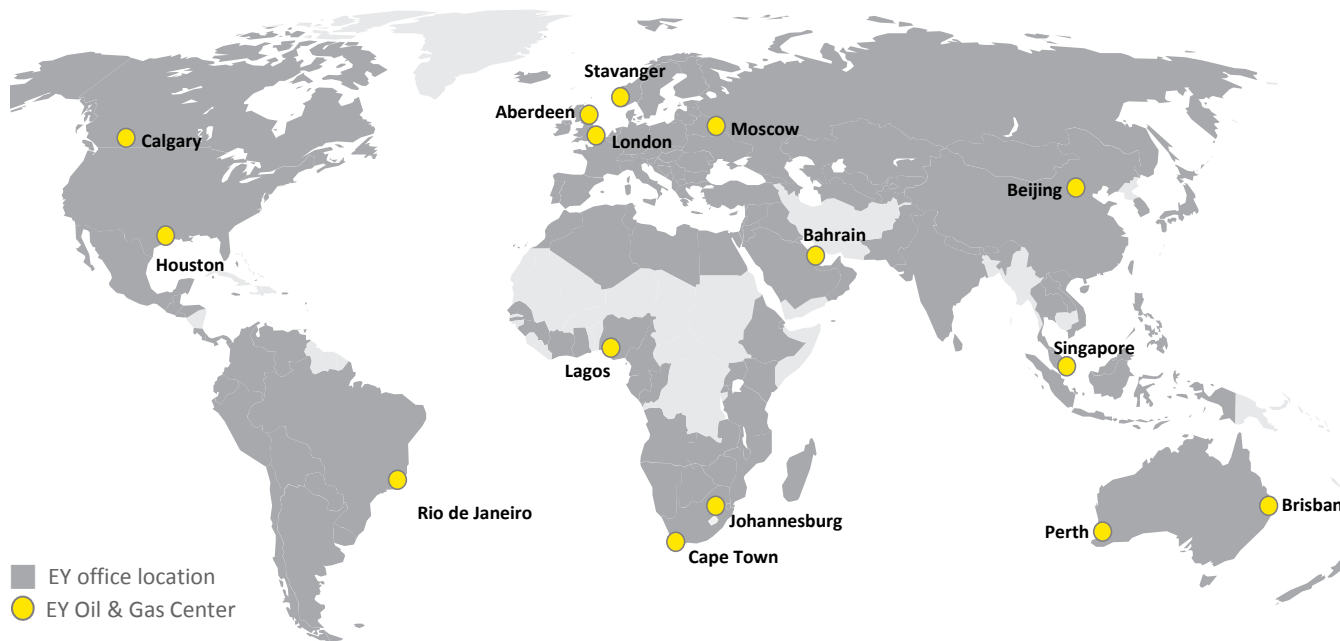 Stavanger
Aberdeen
Moscow
Calgary
London
Beijing
Bahrain
Houston
Singapore
Lagos
Rio de Janeiro
Johannesburg
Brisban
Perth
Cape Town
EY office location
EY Oil & Gas Center